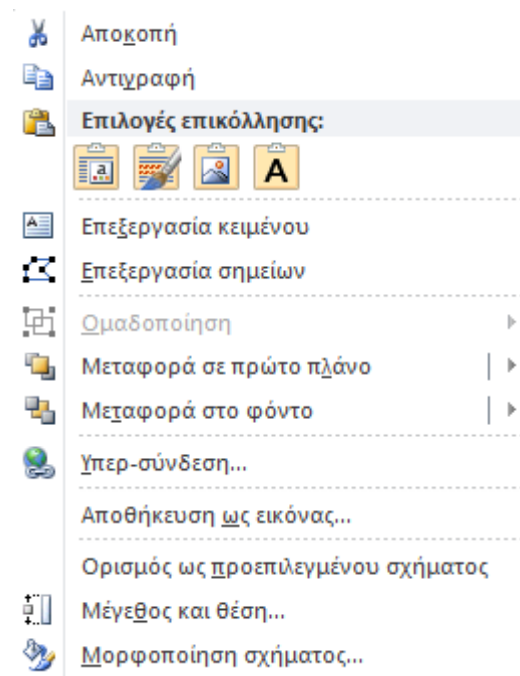 Αποκοπή
Αντιγραφή
Επιλογές επικόλλησης:
a A
Επεξεργασία κειμένου
Επεξεργασία σημείων
Ομαδοποίηση
Μεταφορά σε πρώτο πλάνο
Μεταφορά στο φόντο
Υπερ-σύνδεση...
Αποθήκευση ως εικόνας...
Ορισμός ως προεπιλεγμένου σχήματος
Μέγεθος και θέση...
Μορφοποίηση σχήματος...